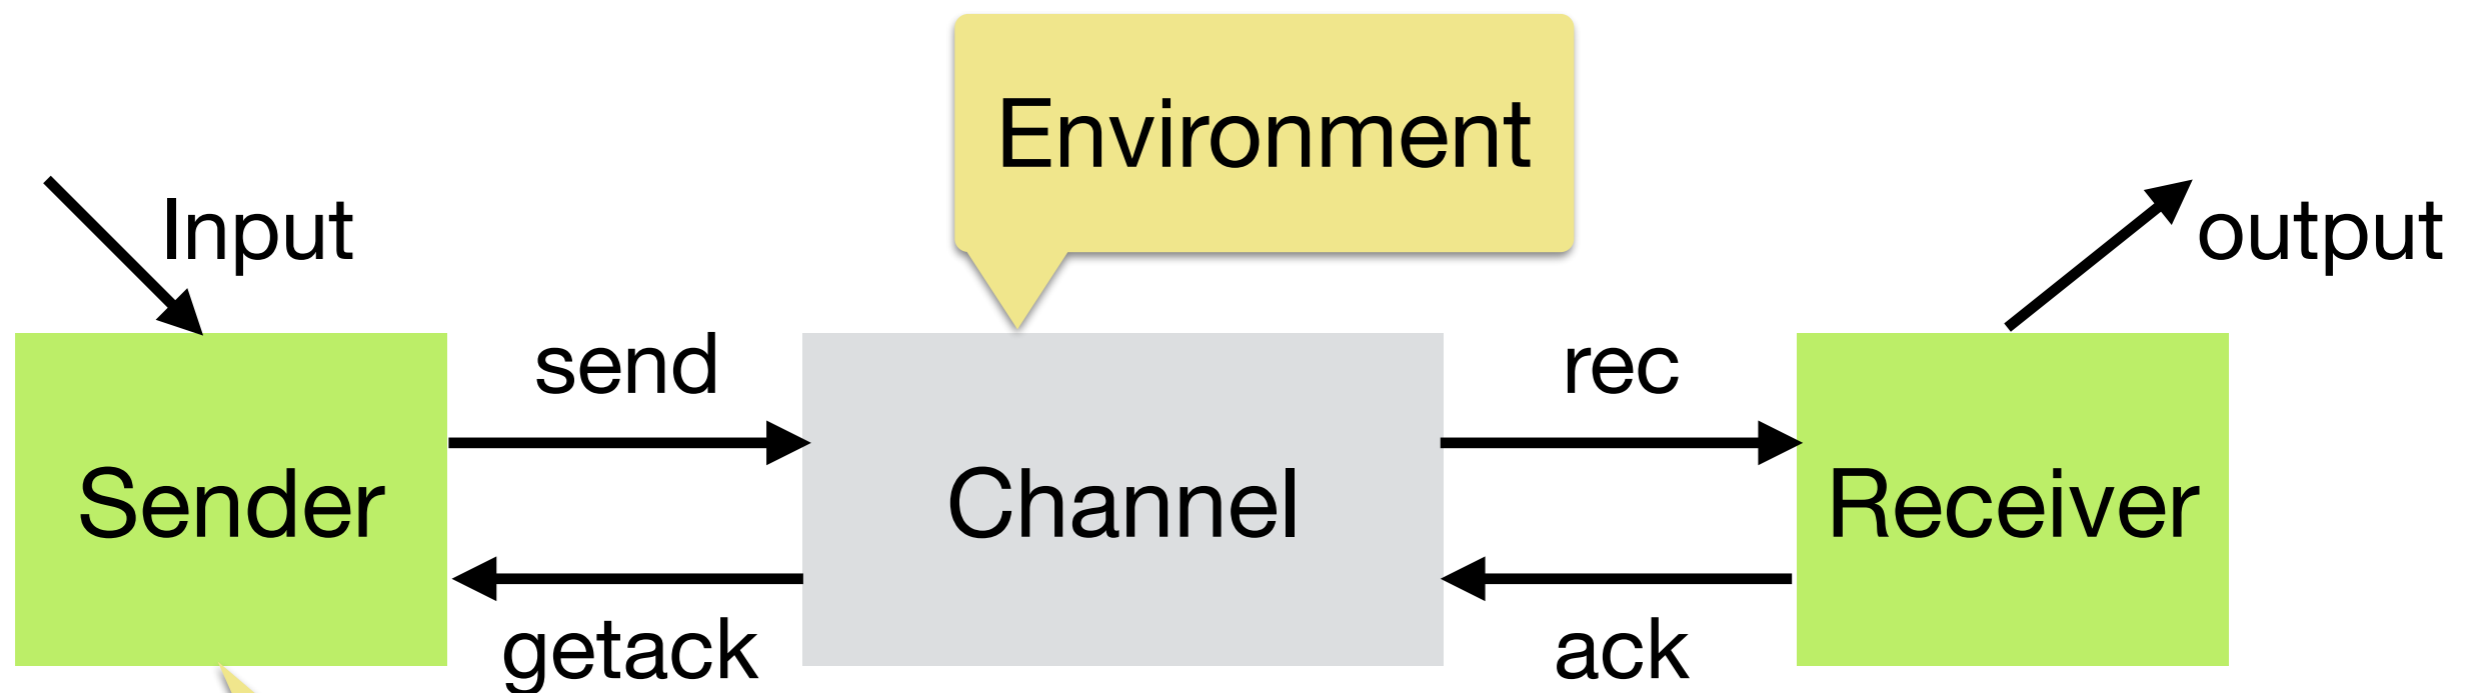 Environment
Input
output
send
rec
Sender
Channel
Receiver
getack
ack